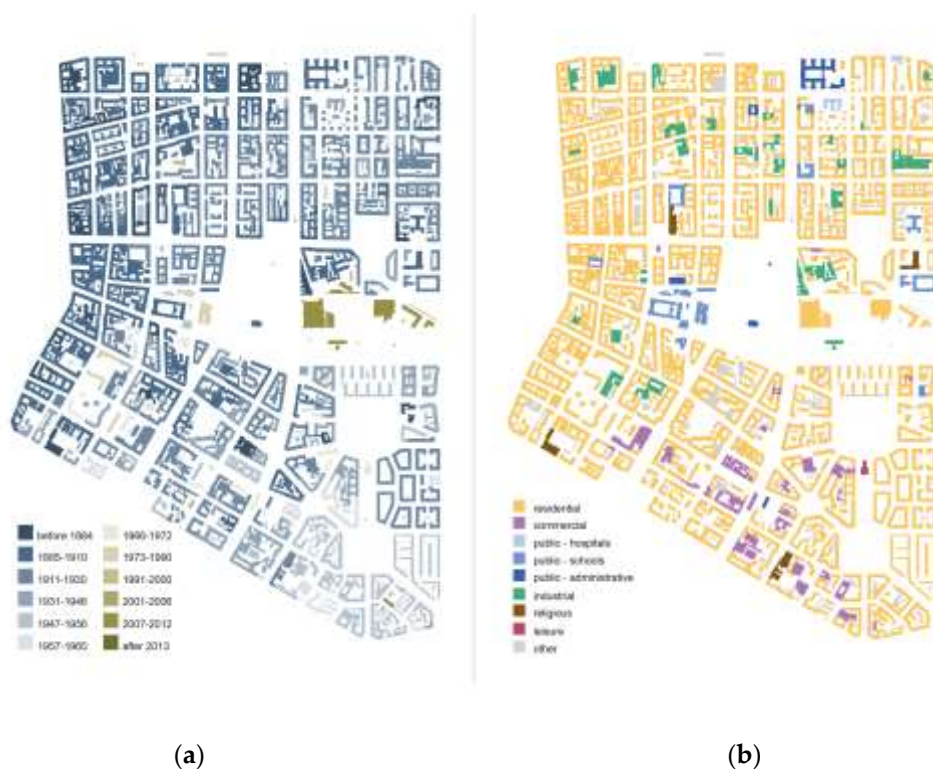 before 1884
1885-1910
1911-1930
1931-1946
1947-1956
1957-1960
1960-1972
1973-1990
1991-2000
2001-2006
2007-2012
after 2013
residential
commercial
public - hospitals
public - schools
public - administrative
industrial
religious
leisure
other
(a)
(b)